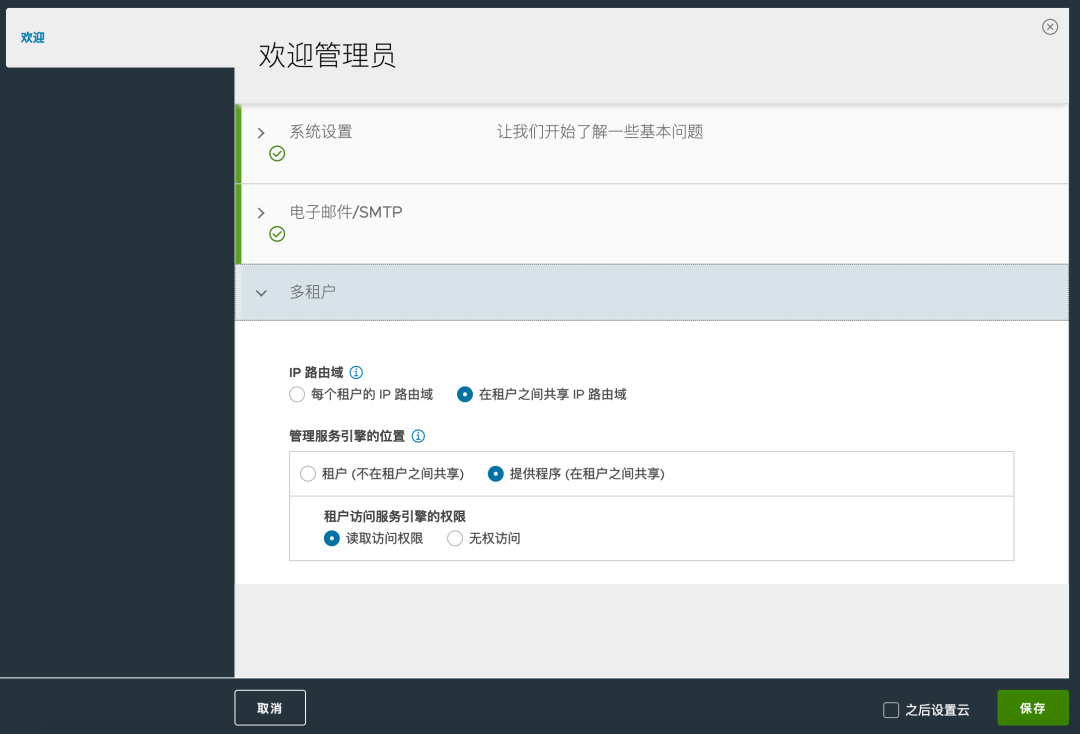 欢迎
欢迎管理员
系统设置
让我们开始了解一些基本问题
电子邮件/SMTP
多租户
IP 路由域
每个租户的 IP 路由域 在租户之间共享 IP 路由域
管理服务引擎的位置
租户 (不在租户之间共享) 提供程序 (在租户之间共享)
租户访问服务引擎的权限
读取访问权限 无权访问
取消
之后设置云
保存